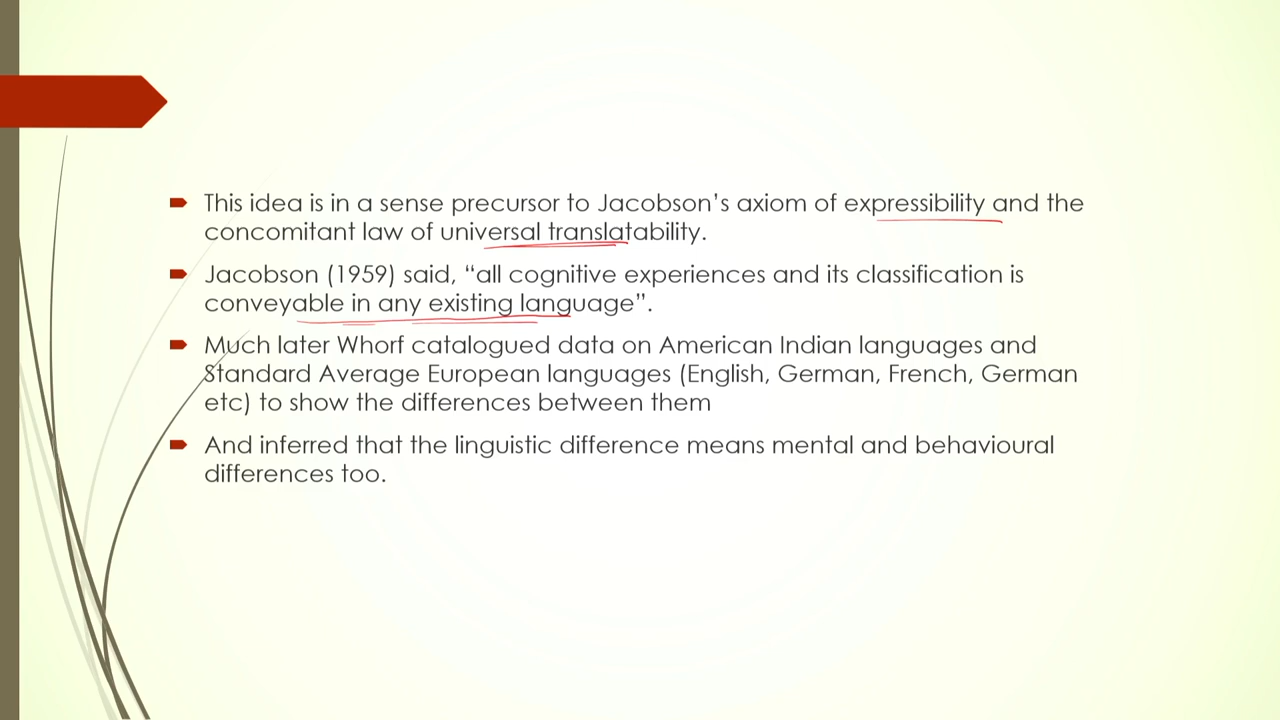 This idea is in a sense precursor to Jacobson’s axiom of expressibility and the
concomitant law of universal translatability.
Jacobson (1959) said, “all cognitive experiences and its classification is
conveyable in any existing language”.
Much later Whorf catalogued data on American Indian languages and
Standard Average European languages (English, German, French, German
etc) to show the differences between them
And inferred that the linguistic difference means mental and behavioural
differences too.